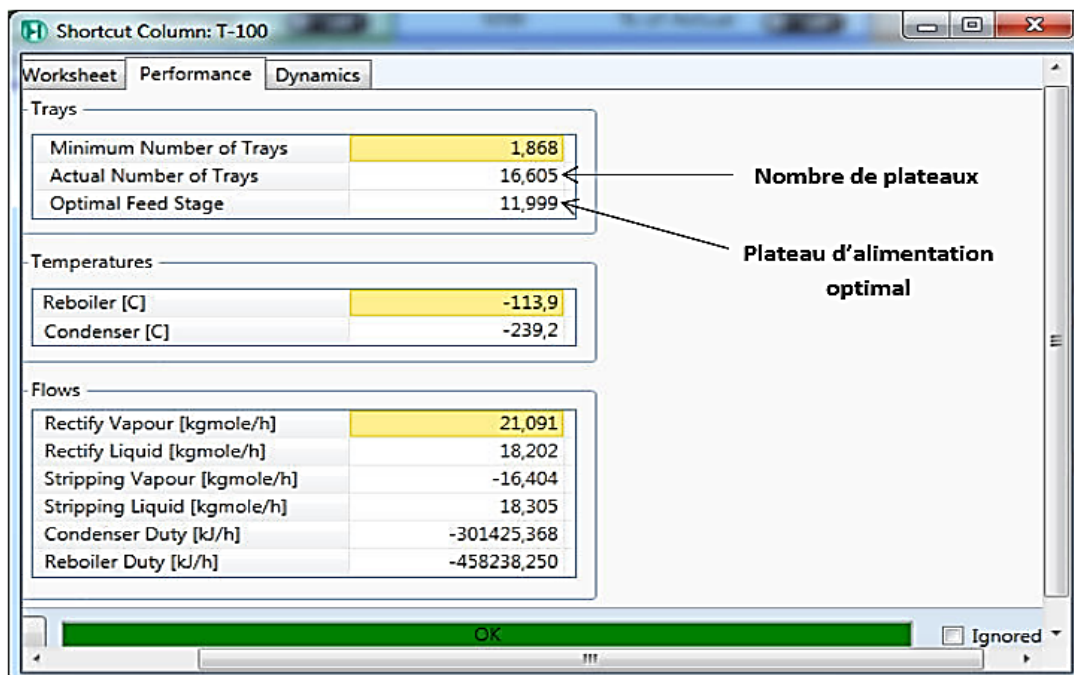 Shortcut Column: T-100
Worksheet Performance Dynamics
Trays
Minimum Number of Trays 1,868
Actual Number of Trays 16,605
Nombre de plateaux
Optimal Feed Stage 11,999
Plateau d’alimentation
optimal
Temperatures
Reboiler [C] -113,9
Condenser [C] -239,2
Flows
Rectify Vapour [kgmole/h] 21,091
Rectify Liquid [kgmole/h] 18,202
Stripping Vapour [kgmole/h] -16,404
Stripping Liquid [kgmole/h] 18,305
Condenser Duty [kJ/h] -301425,368
Reboiler Duty [kJ/h] -458238,250
OK
Ignored